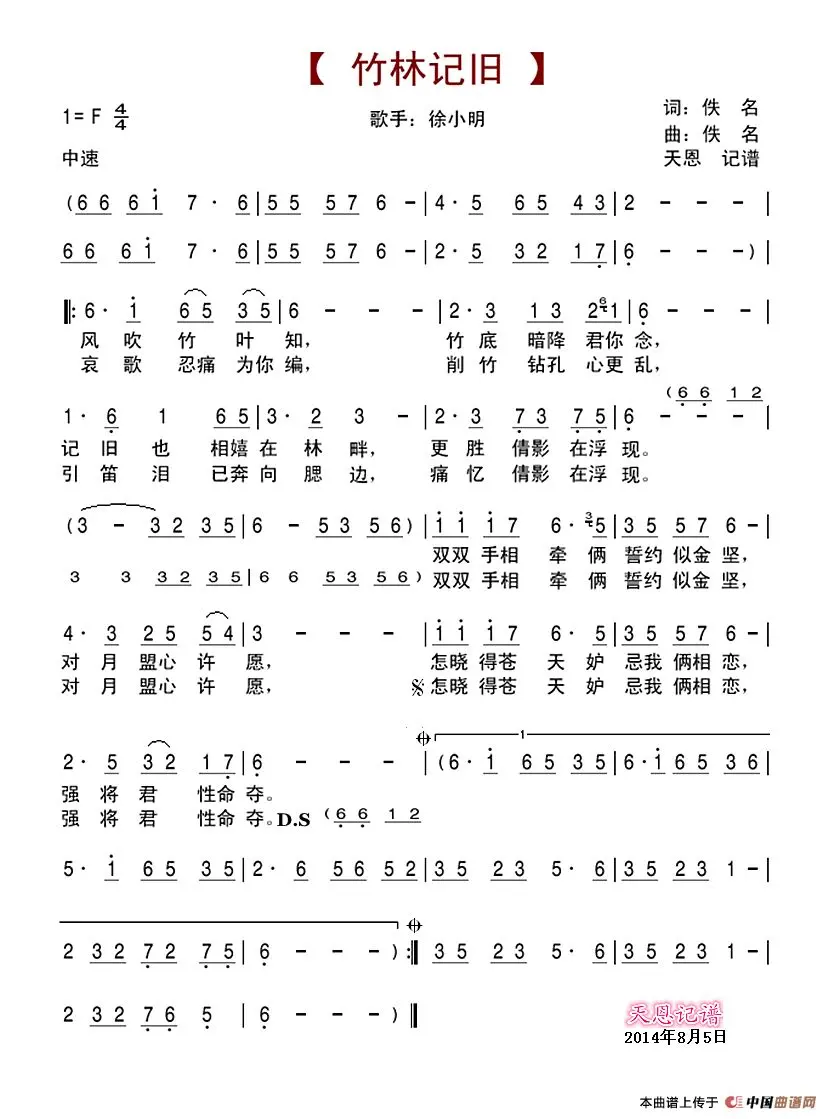 【 竹林记旧 】
1= F 4/4
歌手：徐小明
词：佚 名
曲：佚 名
中速
天恩 记谱
(6 6 6 i 7 · 6 | 5 5 5 7 6 - | 4 · 5 6 5 4 3 | 2 - - - |
6 6 6 i 7 · 6 | 5 5 5 7 6 - | 2 · 5 3 2 1 7 | 6 - - - ) |
‖: 6 · i 6 5 3 5 | 6 - - - | 2 · 3 1 3 2 6 1 | 6 - - - |
风 吹 竹 叶 知， 竹 底 暗降 君你 念，
哀 歌 忍痛 为你 编， 削 竹 钻孔 心更 乱，
(6 6 1 2
1 · 6 1 6 5 | 3 · 2 3 - | 2 · 3 7 3 7 5 | 6 - - - |
记 旧 也 相嬉 在 林 畔， 更 胜 倩影 在浮 现。
引 笛 泪 已奔 向 腮 边， 痛 忆 倩影 在浮 现。
(3 - 3 2 3 5 | 6 - 5 3 5 6 ) | i i i 7 6 · 3 5 | 3 5 5 7 6 - |
双双 手相 牵 俩 誓约 似金 坚，
3 3 3 2 3 5 | 6 6 5 3 5 6 ) 双双 手相 牵 俩 誓约 似金 坚，
4 · 3 2 5 5 4 | 3 - - - | i i i 7 6 · 5 | 3 5 5 7 6 - |
对 月 盟心 许 愿， 怎晓 得苍 天 妒 忌我 俩相 恋，
对 月 盟心 许 愿， 怎晓 得苍 天 妒 忌我 俩相 恋，
1
2 · 5 3 2 1 7 | 6 - - - | (6 · i 6 5 3 5 | 6 · i 6 5 3 6 |
强 将 君 性命 夺。
强 将 君 性命 夺。D.S (6 6 1 2
5 · i 6 5 3 5 | 2 · 6 5 6 5 2 | 3 5 2 3 5 · 6 | 3 5 2 3 1 - |
2 3 2 7 2 7 5 | 6 - - - ) :‖ 3 5 2 3 5 · 6 | 3 5 2 3 1 - |
2 3 2 7 6 5 | 6 - - - ) ‖
天恩记谱
2014年8月5日
本曲谱上传于 中国曲谱网